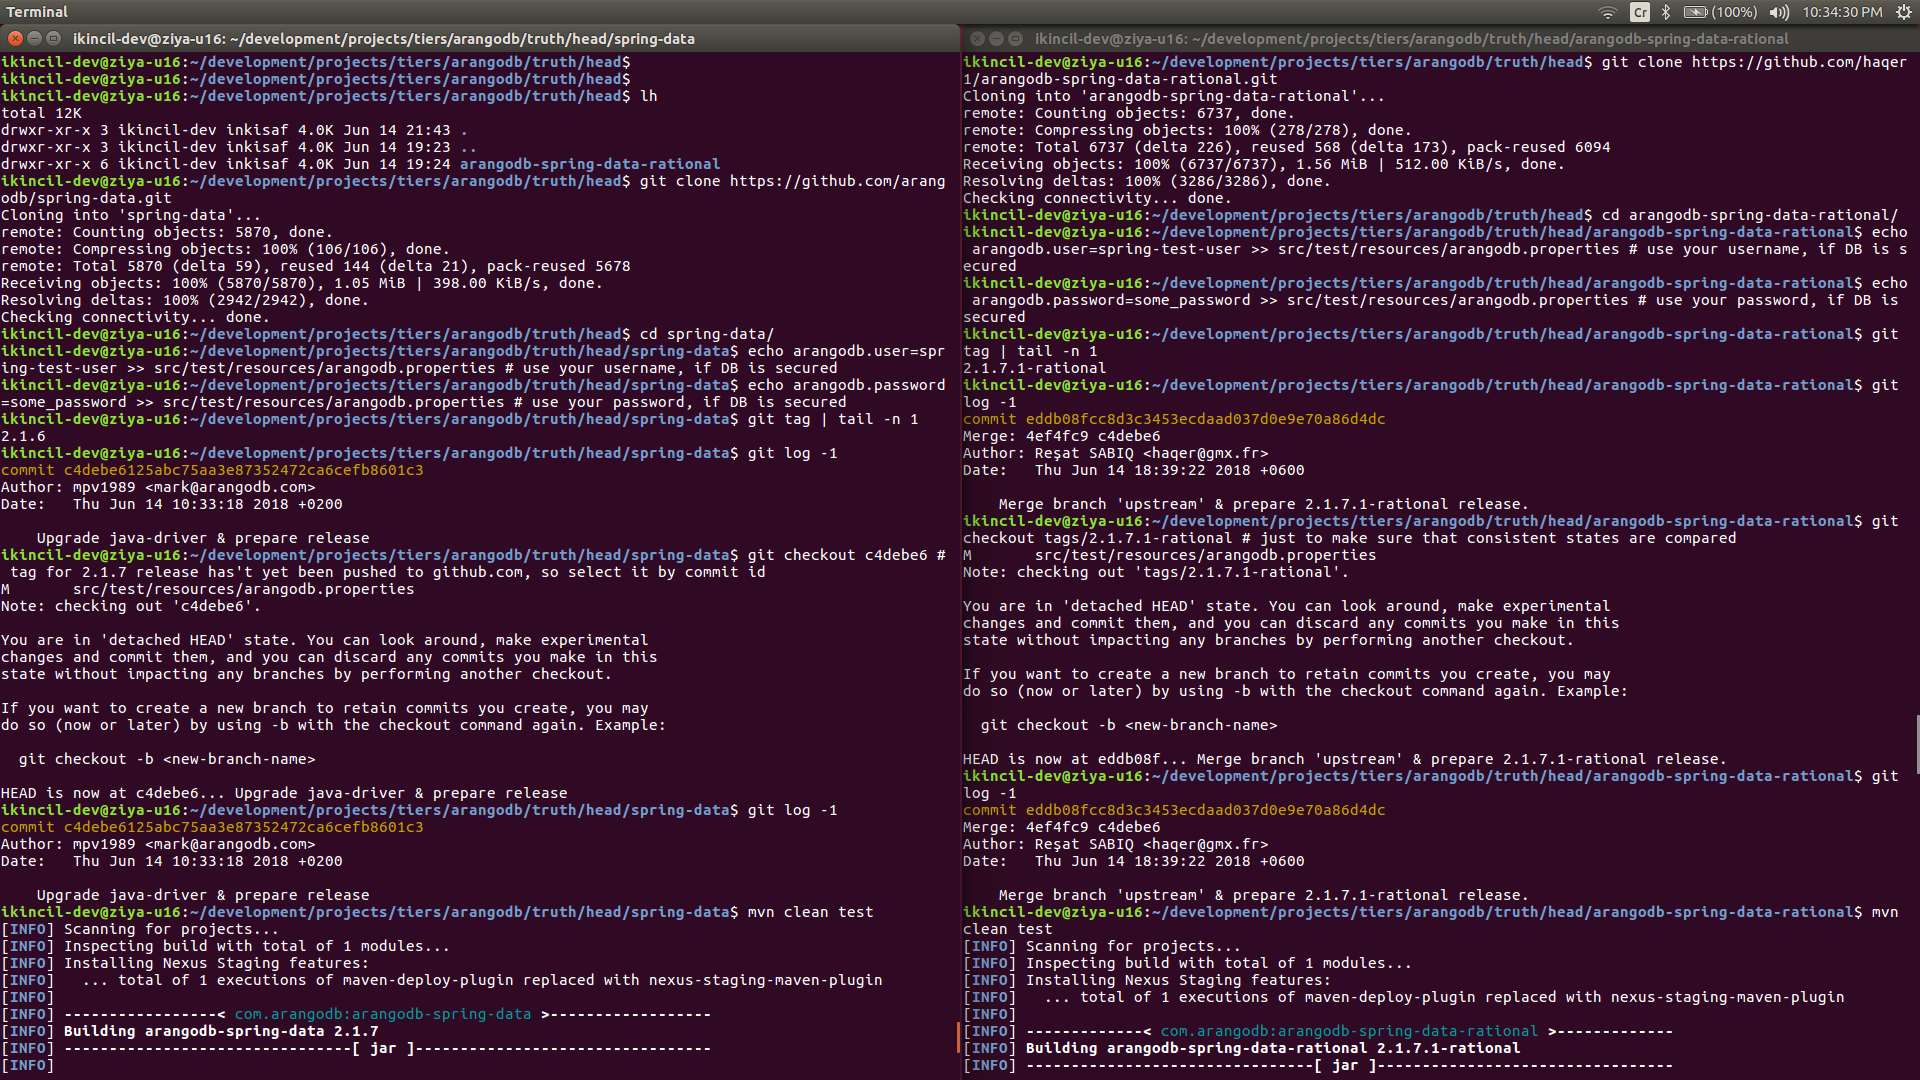 Terminal
Cr
(100%)
10:34:30 PM
ikincil-dev@ziya-u16: ~/development/projects/tiers/arangodb/truth/head/spring-data
ikincil-dev@ziya-u16:~/development/projects/tiers/arangodb/truth/head$
ikincil-dev@ziya-u16:~/development/projects/tiers/arangodb/truth/head$
ikincil-dev@ziya-u16:~/development/projects/tiers/arangodb/truth/head$ lh
total 12K
drwxr-xr-x 3 ikincil-dev inkisaf 4.0K Jun 14 21:43 .
drwxr-xr-x 3 ikincil-dev inkisaf 4.0K Jun 14 19:23 ..
drwxr-xr-x 6 ikincil-dev inkisaf 4.0K Jun 14 19:24 arangodb-spring-data-rational
ikincil-dev@ziya-u16:~/development/projects/tiers/arangodb/truth/head$ git clone https://github.com/arang
odb/spring-data.git
Cloning into 'spring-data'...
remote: Counting objects: 5870, done.
remote: Compressing objects: 100% (106/106), done.
remote: Total 5870 (delta 59), reused 144 (delta 21), pack-reused 5678
Receiving objects: 100% (5870/5870), 1.05 MiB | 398.00 KiB/s, done.
Resolving deltas: 100% (2942/2942), done.
Checking connectivity... done.
ikincil-dev@ziya-u16:~/development/projects/tiers/arangodb/truth/head$ cd spring-data/
ikincil-dev@ziya-u16:~/development/projects/tiers/arangodb/truth/head/spring-data$ echo arangodb.user=spr
ing-test-user >> src/test/resources/arangodb.properties # use your username, if DB is secured
ikincil-dev@ziya-u16:~/development/projects/tiers/arangodb/truth/head/spring-data$ echo arangodb.password
=some_password >> src/test/resources/arangodb.properties # use your password, if DB is secured
ikincil-dev@ziya-u16:~/development/projects/tiers/arangodb/truth/head/spring-data$ git tag | tail -n 1
2.1.6
ikincil-dev@ziya-u16:~/development/projects/tiers/arangodb/truth/head/spring-data$ git log -1
commit c4debe6125abc75aa3e87352472ca6cefb8601c3
Author: mpv1989 <mark@arangodb.com>
Date:   Thu Jun 14 10:33:18 2018 +0200
    Upgrade java-driver & prepare release
ikincil-dev@ziya-u16:~/development/projects/tiers/arangodb/truth/head/spring-data$ git checkout c4debe6 #
 tag for 2.1.7 release has't yet been pushed to github.com, so select it by commit id
M       src/test/resources/arangodb.properties
Note: checking out 'c4debe6'.
You are in 'detached HEAD' state. You can look around, make experimental
changes and commit them, and you can discard any commits you make in this
state without impacting any branches by performing another checkout.
If you want to create a new branch to retain commits you create, you may
do so (now or later) by using -b with the checkout command again. Example:
  git checkout -b <new-branch-name>
HEAD is now at c4debe6... Upgrade java-driver & prepare release
ikincil-dev@ziya-u16:~/development/projects/tiers/arangodb/truth/head/spring-data$ git log -1
commit c4debe6125abc75aa3e87352472ca6cefb8601c3
Author: mpv1989 <mark@arangodb.com>
Date:   Thu Jun 14 10:33:18 2018 +0200
    Upgrade java-driver & prepare release
ikincil-dev@ziya-u16:~/development/projects/tiers/arangodb/truth/head/spring-data$ mvn clean test
[INFO] Scanning for projects...
[INFO] Inspecting build with total of 1 modules...
[INFO] Installing Nexus Staging features:
[INFO]   ... total of 1 executions of maven-deploy-plugin replaced with nexus-staging-maven-plugin
[INFO]
[INFO] -----------------< com.arangodb:arangodb-spring-data >------------------
[INFO] Building arangodb-spring-data 2.1.7
[INFO] --------------------------------[ jar ]---------------------------------
[INFO]
ikincil-dev@ziya-u16: ~/development/projects/tiers/arangodb/truth/head/arangodb-spring-data-rational
ikincil-dev@ziya-u16:~/development/projects/tiers/arangodb/truth/head$ git clone https://github.com/haqer
1/arangodb-spring-data-rational.git
Cloning into 'arangodb-spring-data-rational'...
remote: Counting objects: 6737, done.
remote: Compressing objects: 100% (278/278), done.
remote: Total 6737 (delta 226), reused 568 (delta 173), pack-reused 6094
Receiving objects: 100% (6737/6737), 1.56 MiB | 512.00 KiB/s, done.
Resolving deltas: 100% (3286/3286), done.
Checking connectivity... done.
ikincil-dev@ziya-u16:~/development/projects/tiers/arangodb/truth/head$ cd arangodb-spring-data-rational/
ikincil-dev@ziya-u16:~/development/projects/tiers/arangodb/truth/head/arangodb-spring-data-rational$ echo
 arangodb.user=spring-test-user >> src/test/resources/arangodb.properties # use your username, if DB is s
ecured
ikincil-dev@ziya-u16:~/development/projects/tiers/arangodb/truth/head/arangodb-spring-data-rational$ echo
 arangodb.password=some_password >> src/test/resources/arangodb.properties # use your password, if DB is
secured
ikincil-dev@ziya-u16:~/development/projects/tiers/arangodb/truth/head/arangodb-spring-data-rational$ git
tag | tail -n 1
2.1.7.1-rational
ikincil-dev@ziya-u16:~/development/projects/tiers/arangodb/truth/head/arangodb-spring-data-rational$ git
log -1
commit eddb08fcc8d3c3453ecdaad037d0e9e70a86d4dc
Merge: 4ef4fc9 c4debe6
Author: Reşat SABIQ <haqer@gmx.fr>
Date:   Thu Jun 14 18:39:22 2018 +0600
    Merge branch 'upstream' & prepare 2.1.7.1-rational release.
ikincil-dev@ziya-u16:~/development/projects/tiers/arangodb/truth/head/arangodb-spring-data-rational$ git
checkout tags/2.1.7.1-rational # just to make sure that consistent states are compared
M       src/test/resources/arangodb.properties
Note: checking out 'tags/2.1.7.1-rational'.
You are in 'detached HEAD' state. You can look around, make experimental
changes and commit them, and you can discard any commits you make in this
state without impacting any branches by performing another checkout.
If you want to create a new branch to retain commits you create, you may
do so (now or later) by using -b with the checkout command again. Example:
  git checkout -b <new-branch-name>
HEAD is now at eddb08f... Merge branch 'upstream' & prepare 2.1.7.1-rational release.
ikincil-dev@ziya-u16:~/development/projects/tiers/arangodb/truth/head/arangodb-spring-data-rational$ git
log -1
commit eddb08fcc8d3c3453ecdaad037d0e9e70a86d4dc
Merge: 4ef4fc9 c4debe6
Author: Reşat SABIQ <haqer@gmx.fr>
Date:   Thu Jun 14 18:39:22 2018 +0600
    Merge branch 'upstream' & prepare 2.1.7.1-rational release.
ikincil-dev@ziya-u16:~/development/projects/tiers/arangodb/truth/head/arangodb-spring-data-rational$ mvn
clean test
[INFO] Scanning for projects...
[INFO] Inspecting build with total of 1 modules...
[INFO] Installing Nexus Staging features:
[INFO]   ... total of 1 executions of maven-deploy-plugin replaced with nexus-staging-maven-plugin
[INFO]
[INFO] -------------< com.arangodb:arangodb-spring-data-rational >-------------
[INFO] Building arangodb-spring-data-rational 2.1.7.1-rational
[INFO] --------------------------------[ jar ]---------------------------------